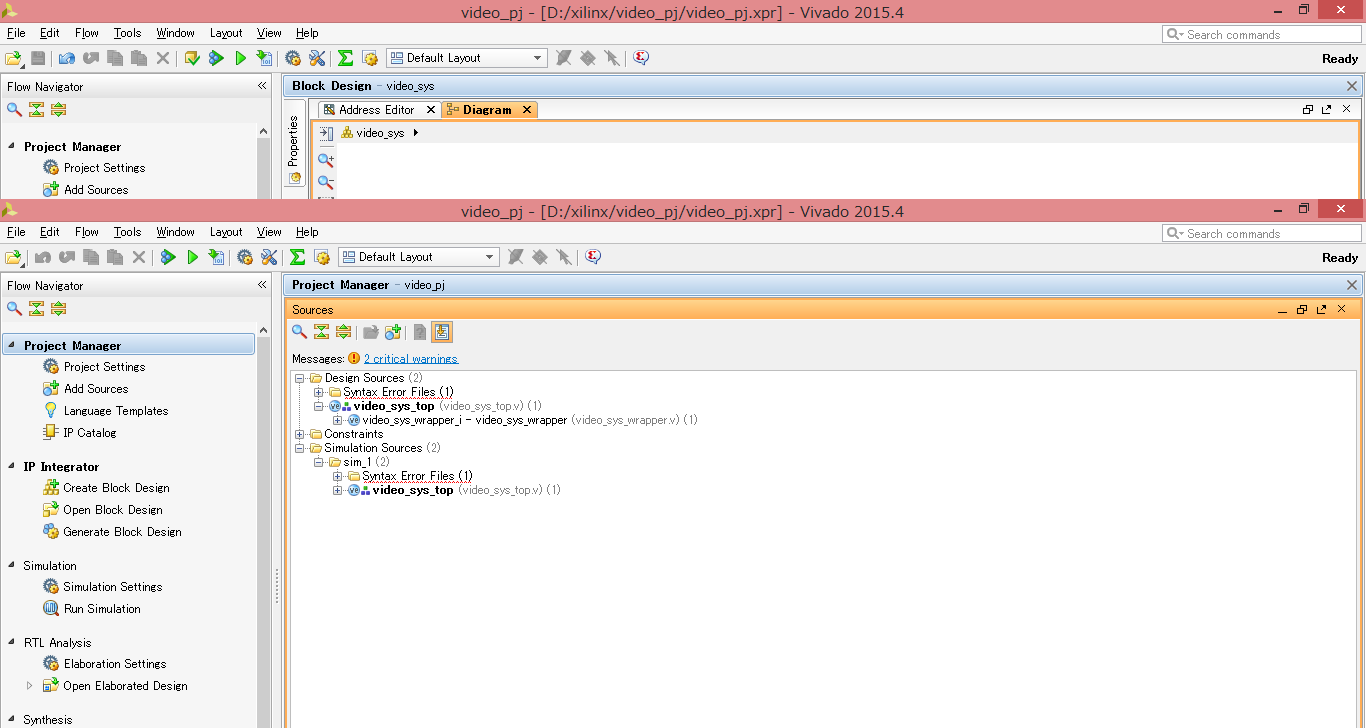 video_pj - [D:/xilinx/video_pj/video_pj.xpr] - Vivado 2015.4
File Edit Flow Tools Window Layout View Help
Search commands
Default Layout
Ready
Flow Navigator
Block Design - video_sys
Address Editor Diagram
Properties
video_sys
Project Manager
Project Settings
Add Sources
video_pj - [D:/xilinx/video_pj/video_pj.xpr] - Vivado 2015.4
File Edit Flow Tools Window Layout View Help
Search commands
Default Layout
Ready
Flow Navigator
Project Manager
Project Settings
Add Sources
Language Templates
IP Catalog
IP Integrator
Create Block Design
Open Block Design
Generate Block Design
Simulation
Simulation Settings
Run Simulation
RTL Analysis
Elaboration Settings
Open Elaborated Design
Synthesis
Project Manager - video_pj
Sources
Messages: 2 critical warnings
Design Sources (2)
Syntax Error Files (1)
video_sys_top (video_sys_top.v) (1)
video_sys_wrapper_i - video_sys_wrapper (video_sys_wrapper.v) (1)
Constraints
Simulation Sources (2)
sim_1 (2)
Syntax Error Files (1)
video_sys_top (video_sys_top.v) (1)